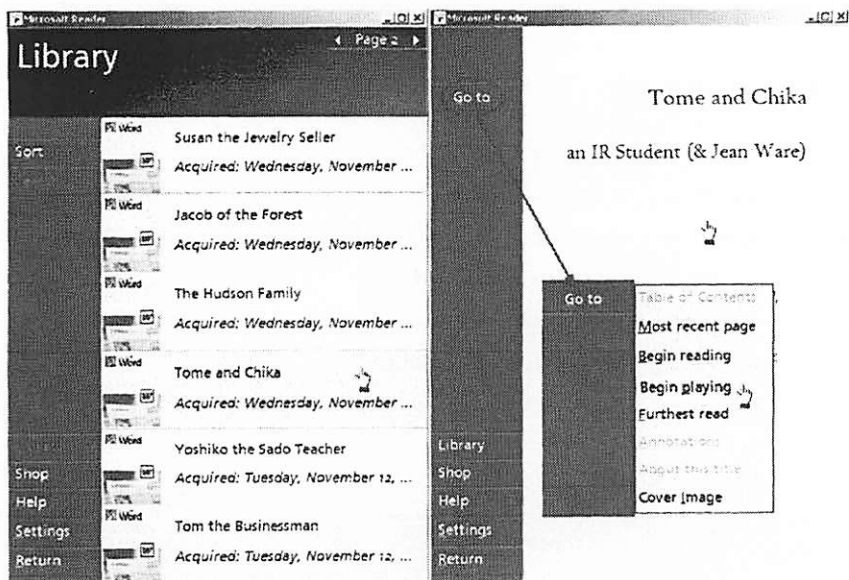 Microsoft Reader
Page 2
Library
Sort
Word
Susan the Jewelry Seller
Acquired: Wednesday, November ...
Word
Jacob of the Forest
Acquired: Wednesday, November ...
Word
The Hudson Family
Acquired: Wednesday, November ...
Word
Tome and Chika
Acquired: Wednesday, November ...
Word
Yoshiko the Sado Teacher
Acquired: Tuesday, November 12, ...
Word
Tom the Businessman
Acquired: Tuesday, November 12, ...
Shop
Help
Settings
Return
Microsoft Reader
Go to
Tome and Chika
an IR Student (& Jean Ware)
Go to
Table of Contents
Most recent page
Begin reading
Begin playing
Furthest read
Annotations
About this title
Cover Image
Library
Shop
Help
Settings
Return